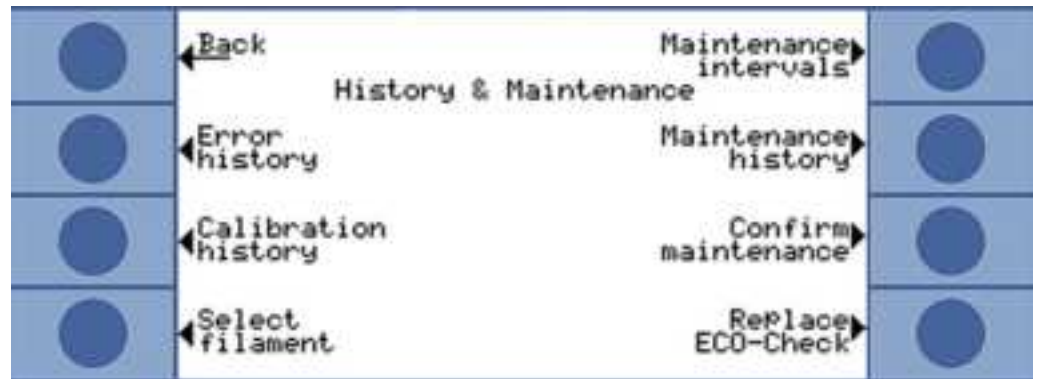 Back
Maintenance
intervals
History & Maintenance
Error
history
Maintenance
history
Calibration
history
Confirm
maintenance
Select
filament
Replace
ECO-Check